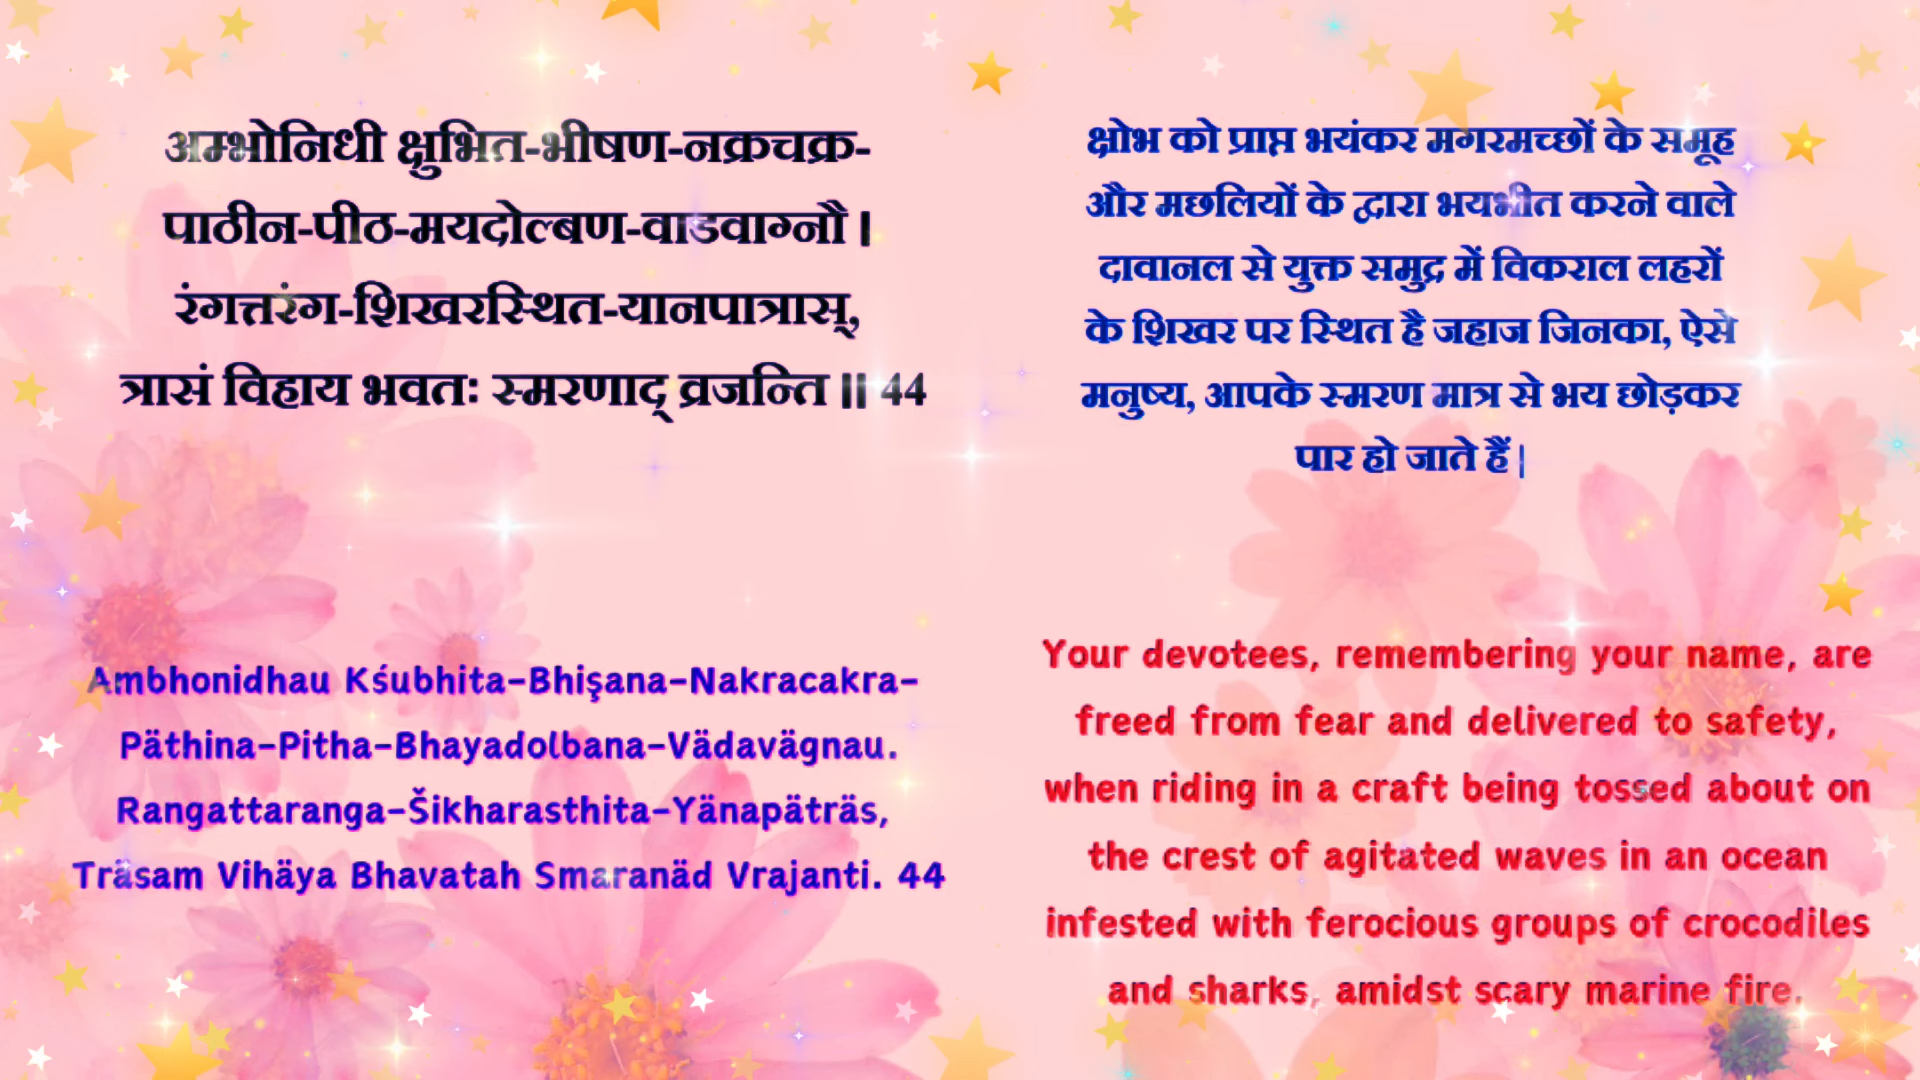 अम्भोनिधी क्षुभित-भीषण-नक्रचक्र-
पाठीन-पीठ-मयदोल्बण-वाडवाग्नौ |
रंगत्तरंग-शिखरस्थित-यानपात्रास्,
त्रासं विहाय भवतः स्मरणाद् व्रजन्ति || 44
क्षोभ को प्राप्त भयंकर मगरमच्छों के समूह
और मछलियों के द्वारा भयभीत करने वाले
दावानल से युक्त समुद्र में विकराल लहरों
के शिखर पर स्थित है जहाज जिनका, ऐसे
मनुष्य, आपके स्मरण मात्र से भय छोड़कर
पार हो जाते हैं |
Ambhonidhau Kśubhita-Bhişana-Nakracakra-
Päthina-Pitha-Bhayadolbana-Vädavägnau.
Rangattaranga-Šikharasthita-Yänapäträs,
Träsam Vihäya Bhavatah Smaranäd Vrajanti. 44
Your devotees, remembering your name, are
freed from fear and delivered to safety,
when riding in a craft being tossed about on
the crest of agitated waves in an ocean
infested with ferocious groups of crocodiles
and sharks, amidst scary marine fire.